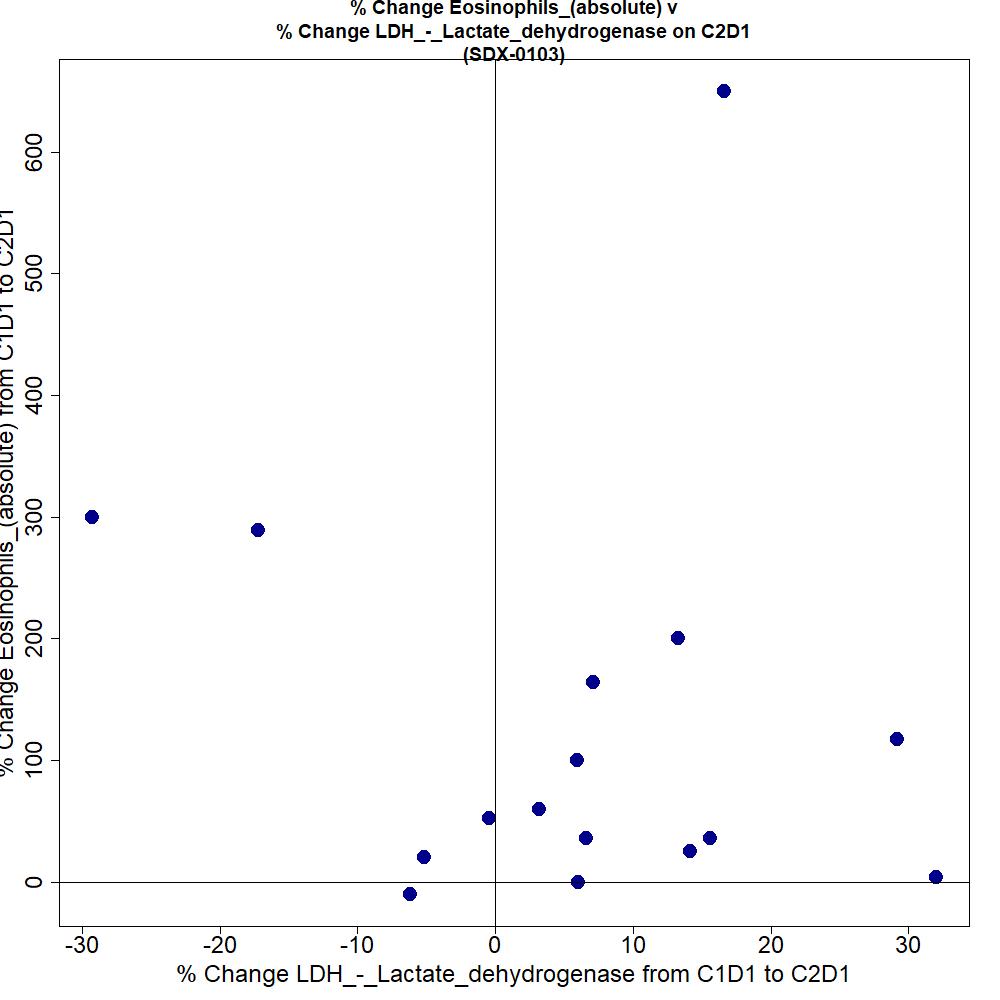 % Change Eosinophils_(absolute) v
% Change LDH_-_Lactate_dehydrogenase on C2D1
(SDX-0103)
% Change Eosinophils_(absolute) from C1D1 to C2D1
600
500
400
300
200
100
0
-30 -20 -10 0 10 20 30
% Change LDH_-_Lactate_dehydrogenase from C1D1 to C2D1